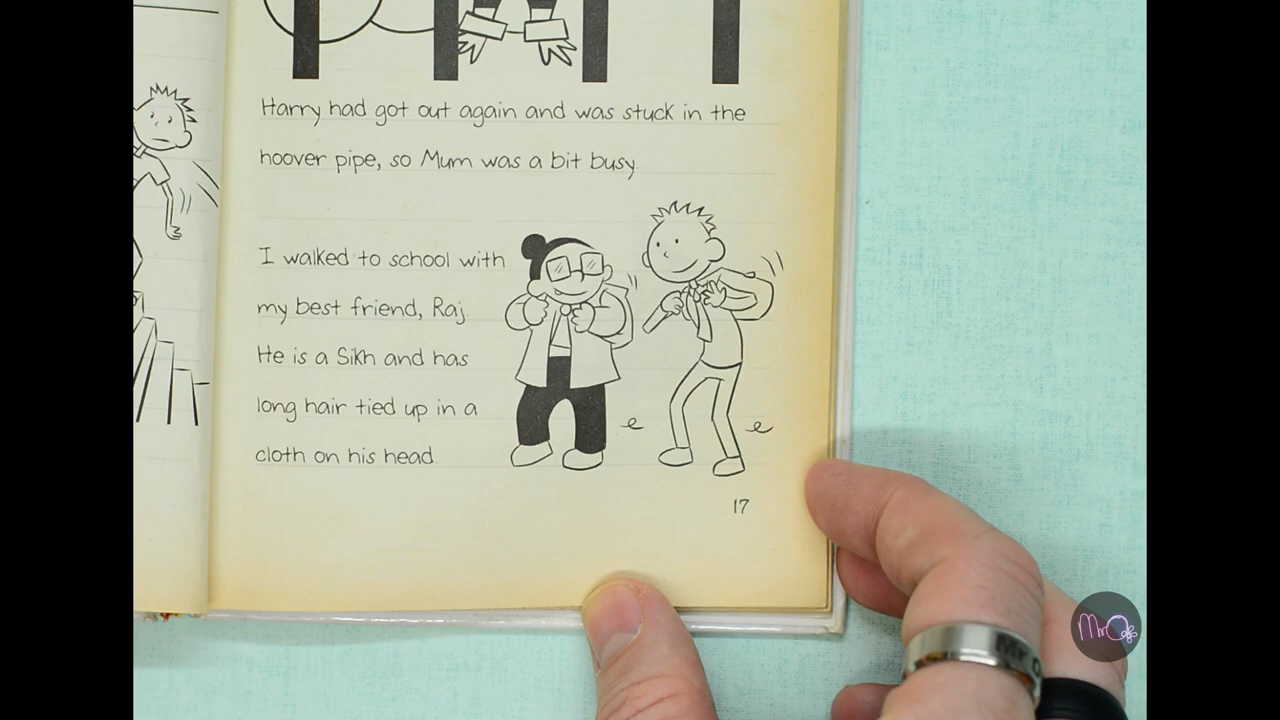 Harry had got out again and was stuck in the
hoover pipe, so Mum was a bit busy.
I walked to school with
my best friend, Raj.
He is a Sikh and has
long hair tied up in a
cloth on his head.
17
Mr O